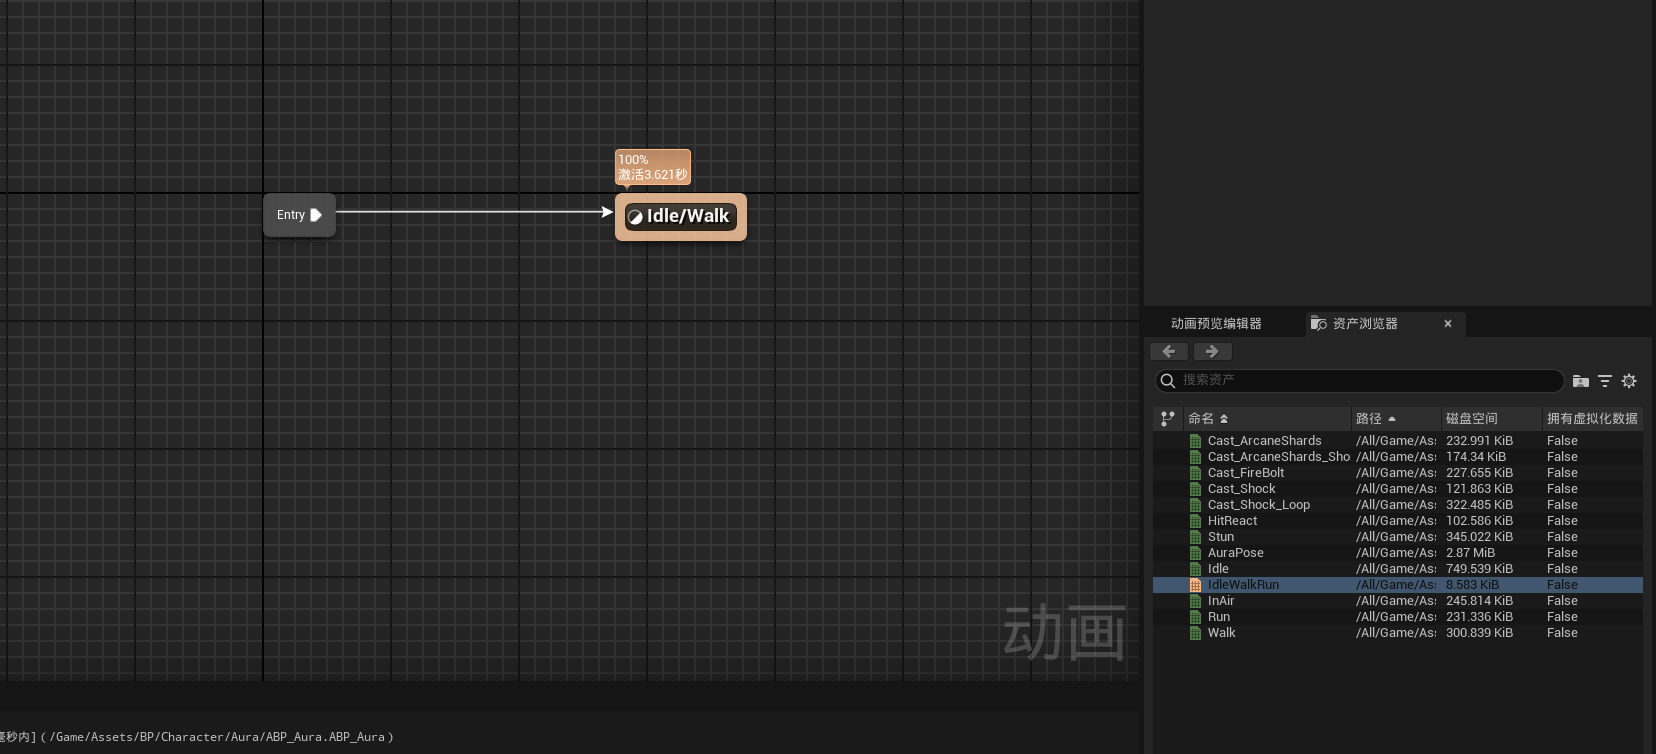 100%
激活3.621秒
Entry
Idle/Walk
动画
毫秒内] (/Game/Assets/BP/Character/Aura/ABP_Aura.ABP_Aura)
动画预览编辑器
资产浏览器
搜索资产
命名 路径 磁盘空间 拥有虚拟化数据
Cast_ArcaneShards /All/Game/As: 232.991 KiB False
Cast_ArcaneShards_Sho /All/Game/As: 174.34 KiB False
Cast_FireBolt /All/Game/As: 227.655 KiB False
Cast_Shock /All/Game/As: 121.863 KiB False
Cast_Shock_Loop /All/Game/As: 322.485 KiB False
HitReact /All/Game/As: 102.586 KiB False
Stun /All/Game/As: 345.022 KiB False
AuraPose /All/Game/As: 2.87 MiB False
Idle /All/Game/As: 749.539 KiB False
IdleWalkRun /All/Game/As: 8.583 KiB False
InAir /All/Game/As: 245.814 KiB False
Run /All/Game/As: 231.336 KiB False
Walk /All/Game/As: 300.839 KiB False